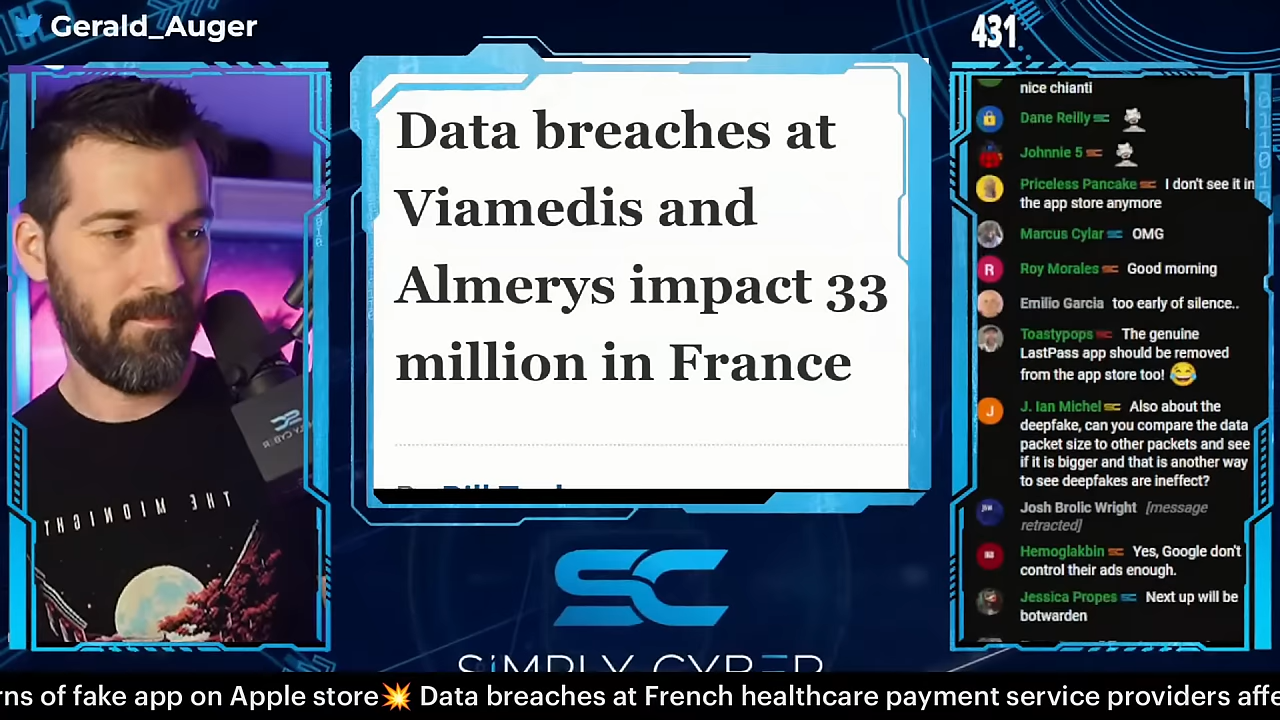 Gerald_Auger
431
Data breaches at
Viamedis and
Almerys impact 33
million in France
SC
SIMPLY CYBER
THE MIDNIGHT
nice chianti
Dane Reilly
Johnnie 5
Priceless Pancake I don't see it in
the app store anymore
Marcus Cylar OMG
R
Roy Morales Good morning
Emilio Garcia too early of silence..
Toastypops The genuine
LastPass app should be removed
from the app store too! 😂
J
J. Ian Michel Also about the
deepfake, can you compare the data
packet size to other packets and see
if it is bigger and that is another way
to see deepfakes are ineffect?
Josh Brolic Wright [message
retracted]
Hemoglakbin Yes, Google don't
control their ads enough.
Jessica Propes Next up will be
botwarden
rns of fake app on Apple store💥 Data breaches at French healthcare payment service providers affe